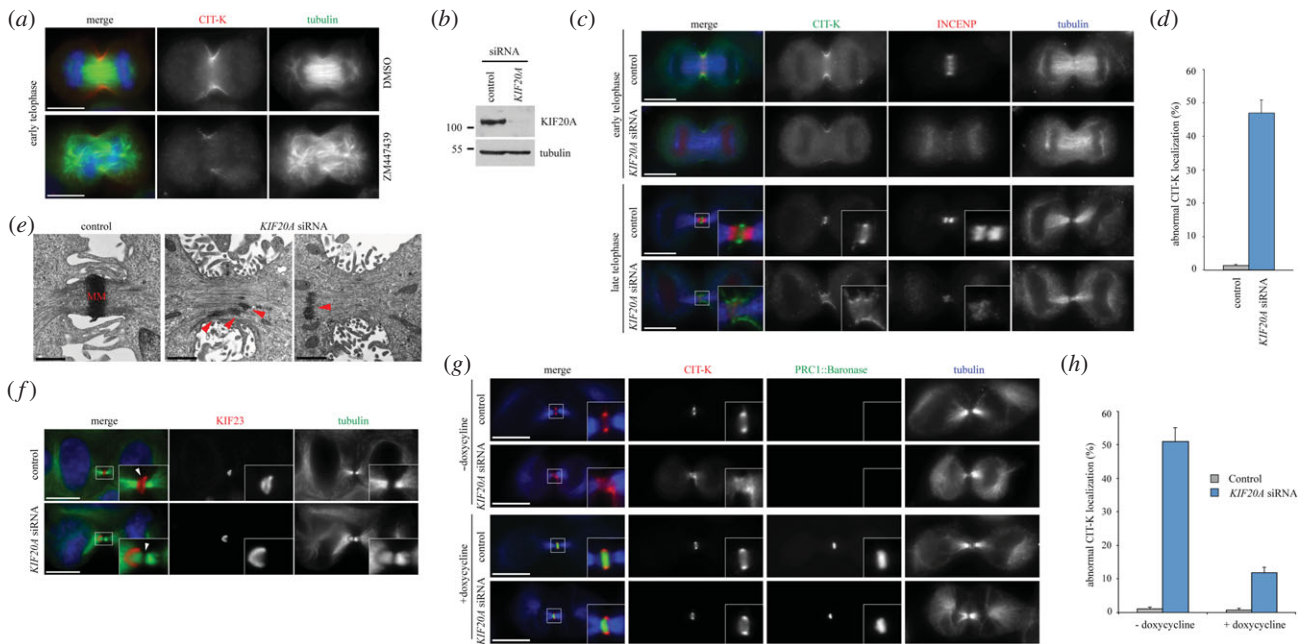 (a)
merge CIT-K tubulin
early telophase
DMSO
ZM447439
(b)
siRNA
control
KIF20A
KIF20A
100
55
tubulin
(c)
merge CIT-K INCENP tubulin
early telophase
control
KIF20A siRNA
late telophase
control
KIF20A siRNA
(d)
abnormal CIT-K localization (%)
60
50
40
30
20
10
0
control
KIF20A siRNA
(e)
control KIF20A siRNA
MM
(f)
merge KIF23 tubulin
control
KIF20A siRNA
(g)
merge CIT-K PRC1::Baronase tubulin
-doxycyline
control
KIF20A siRNA
+doxycycline
control
KIF20A siRNA
(h)
abnormal CIT-K localization (%)
60
50
40
30
20
10
0
Control
KIF20A siRNA
- doxycycline + doxycycline